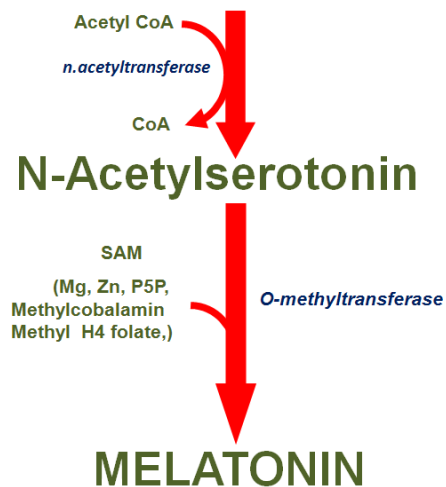 Acetyl CoA
n.acetyltransferase
CoA
N-Acetylserotonin
SAM
(Mg, Zn, P5P,
Methylcobalamin
Methyl H4 folate,)
O-methyltransferase
MELATONIN